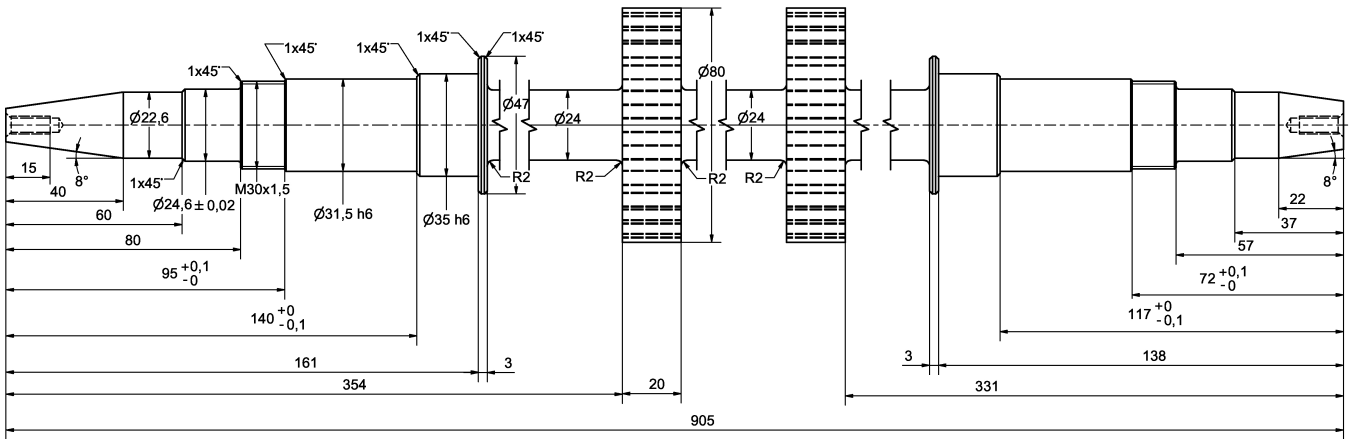 1x45°
1x45°
1x45°
1x45°
1x45°
Ø80
Ø47
Ø22,6
Ø24
Ø24
15
8°
1x45°
M30x1,5
R2
R2
R2
R2
8°
40
Ø24,6±0,02
Ø31,5 h6
Ø35 h6
22
60
37
80
57
95 +0,1
-0
72 +0,1
-0
140 +0
-0,1
117 +0
-0,1
161
3
3
138
354
20
331
905